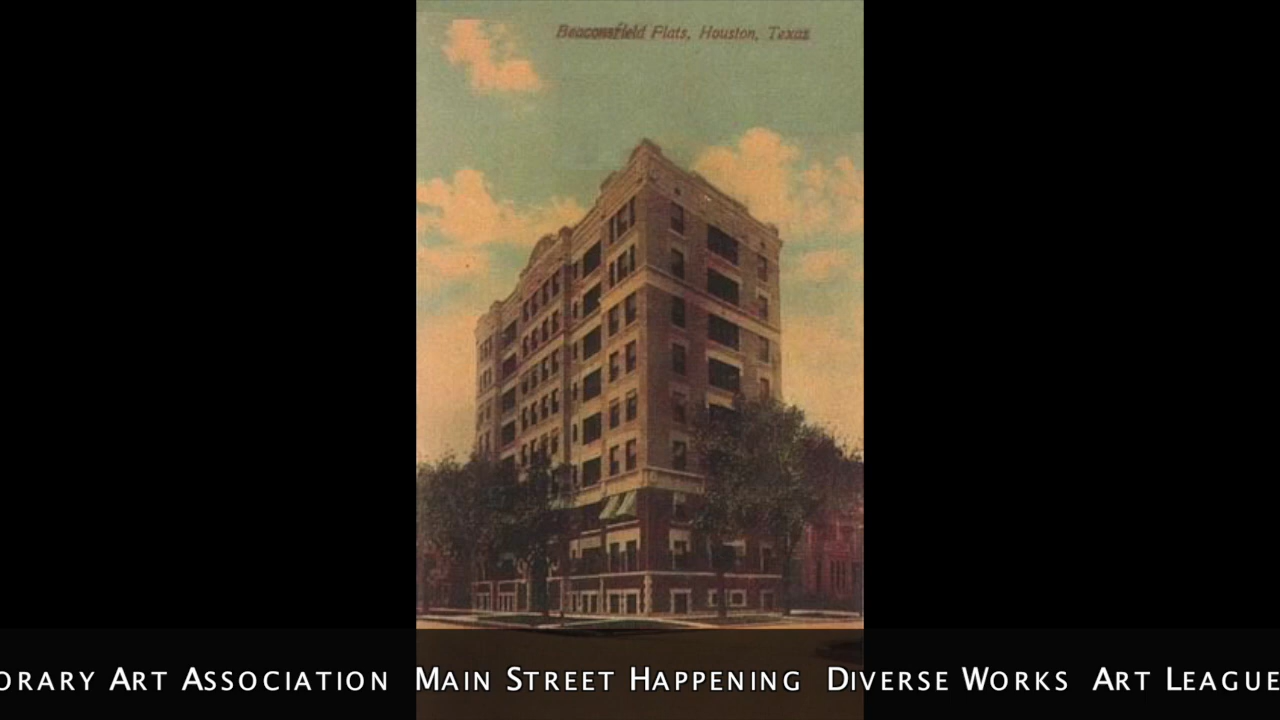 Beaconsfield Flats, Houston, Texas
ORARY ART ASSOCIATION MAIN STREET HAPPENING DIVERSE WORKS ART LEAGUE